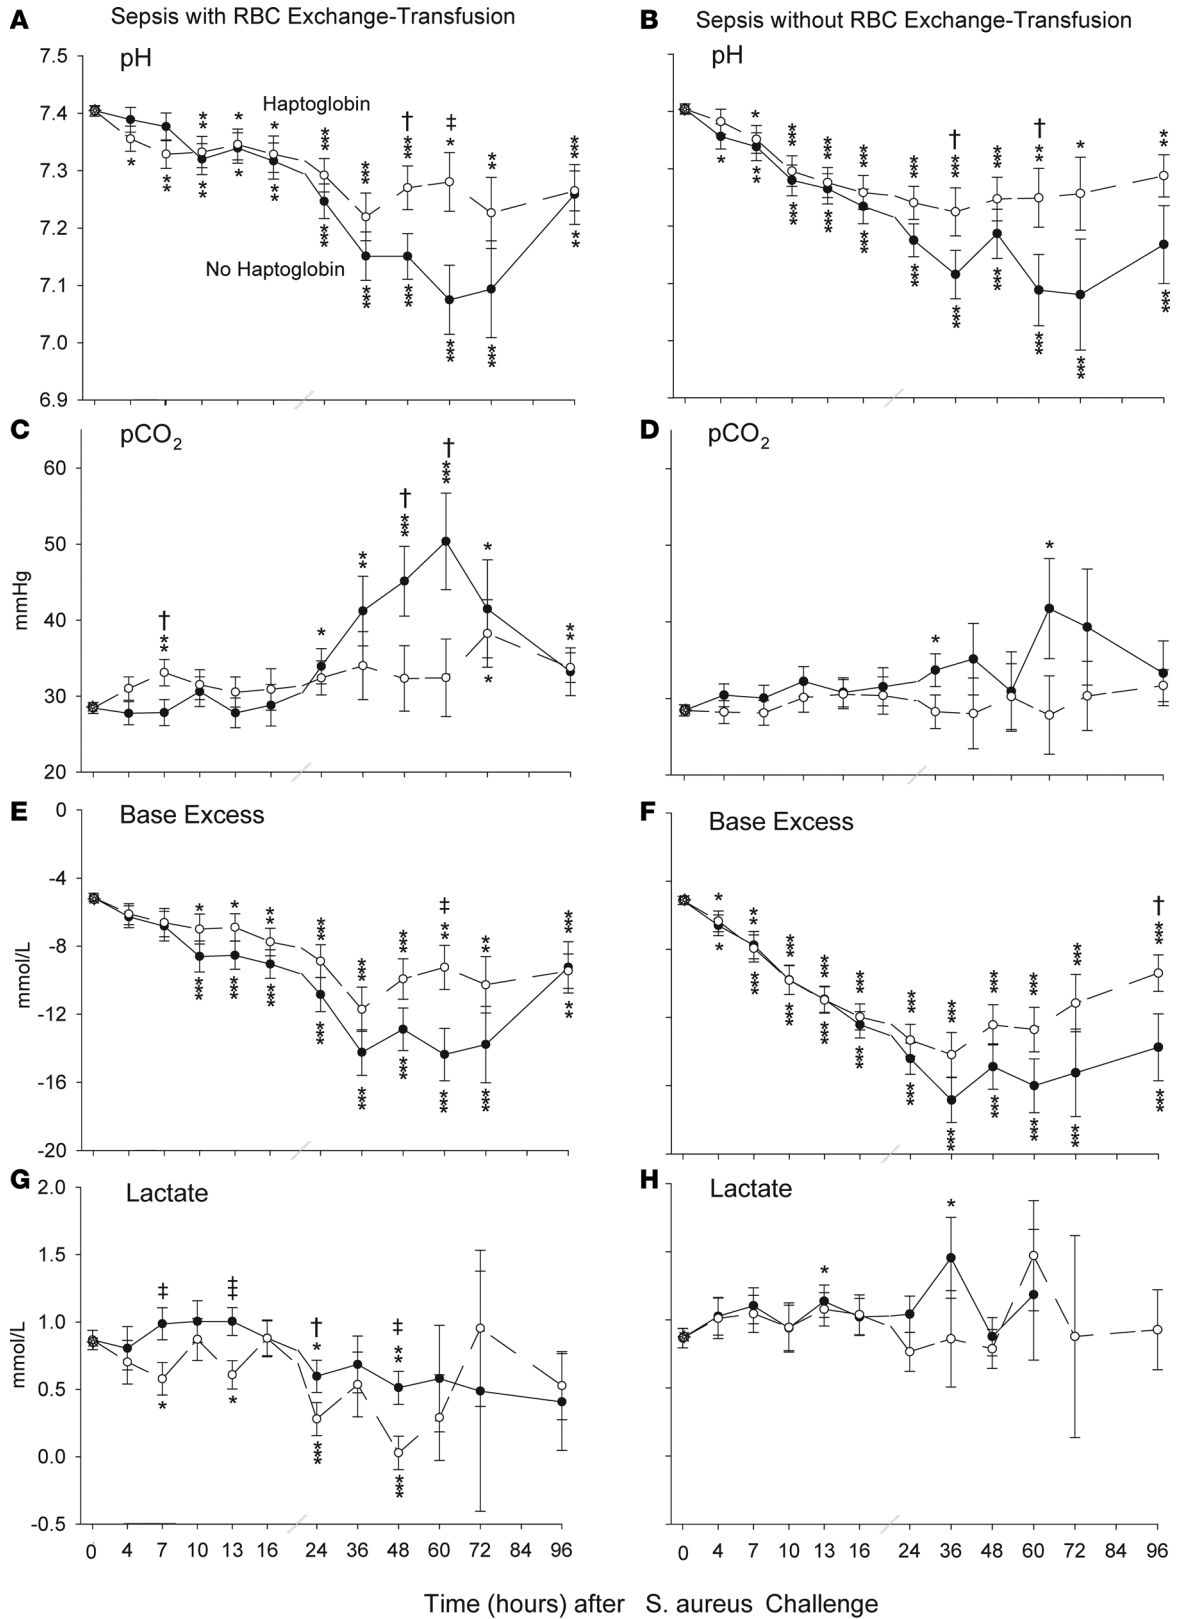 A
Sepsis with RBC Exchange-Transfusion
B
Sepsis without RBC Exchange-Transfusion
pH
pH
7.5
7.4
7.3
7.2
7.1
7.0
6.9
Haptoglobin
No Haptoglobin
C
pCO2
D
pCO2
60
50
40
30
20
mmHg
E
Base Excess
F
Base Excess
0
-4
-8
-12
-16
-20
mmol/L
G
Lactate
H
Lactate
2.0
1.5
1.0
0.5
0.0
-0.5
mmol/L
0 4 7 10 13 16 24 36 48 60 72 84 96
0 4 7 10 13 16 24 36 48 60 72 84 96
Time (hours) after S. aureus Challenge